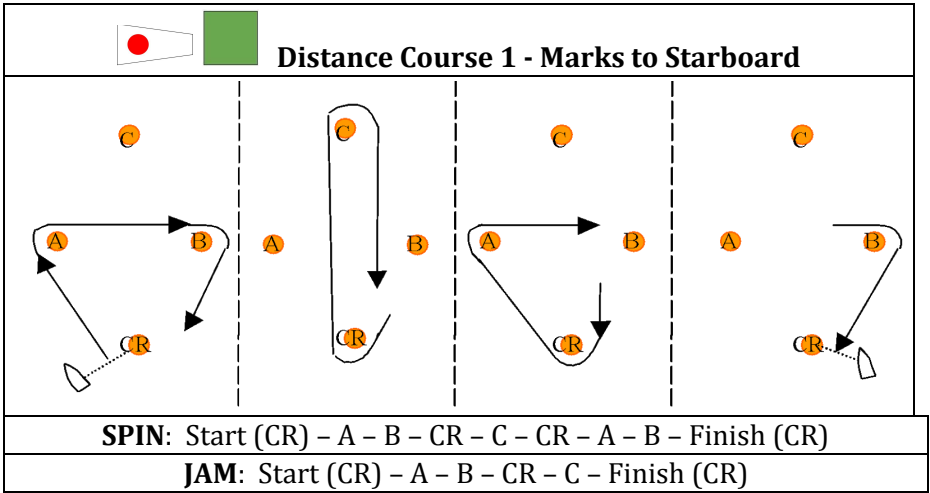 Distance Course 1 - Marks to Starboard
C
A
B
CR
C
A
B
CR
C
A
B
CR
C
A
B
CR
SPIN: Start (CR) – A – B – CR – C – CR – A – B – Finish (CR)
JAM: Start (CR) – A – B – CR – C – Finish (CR)